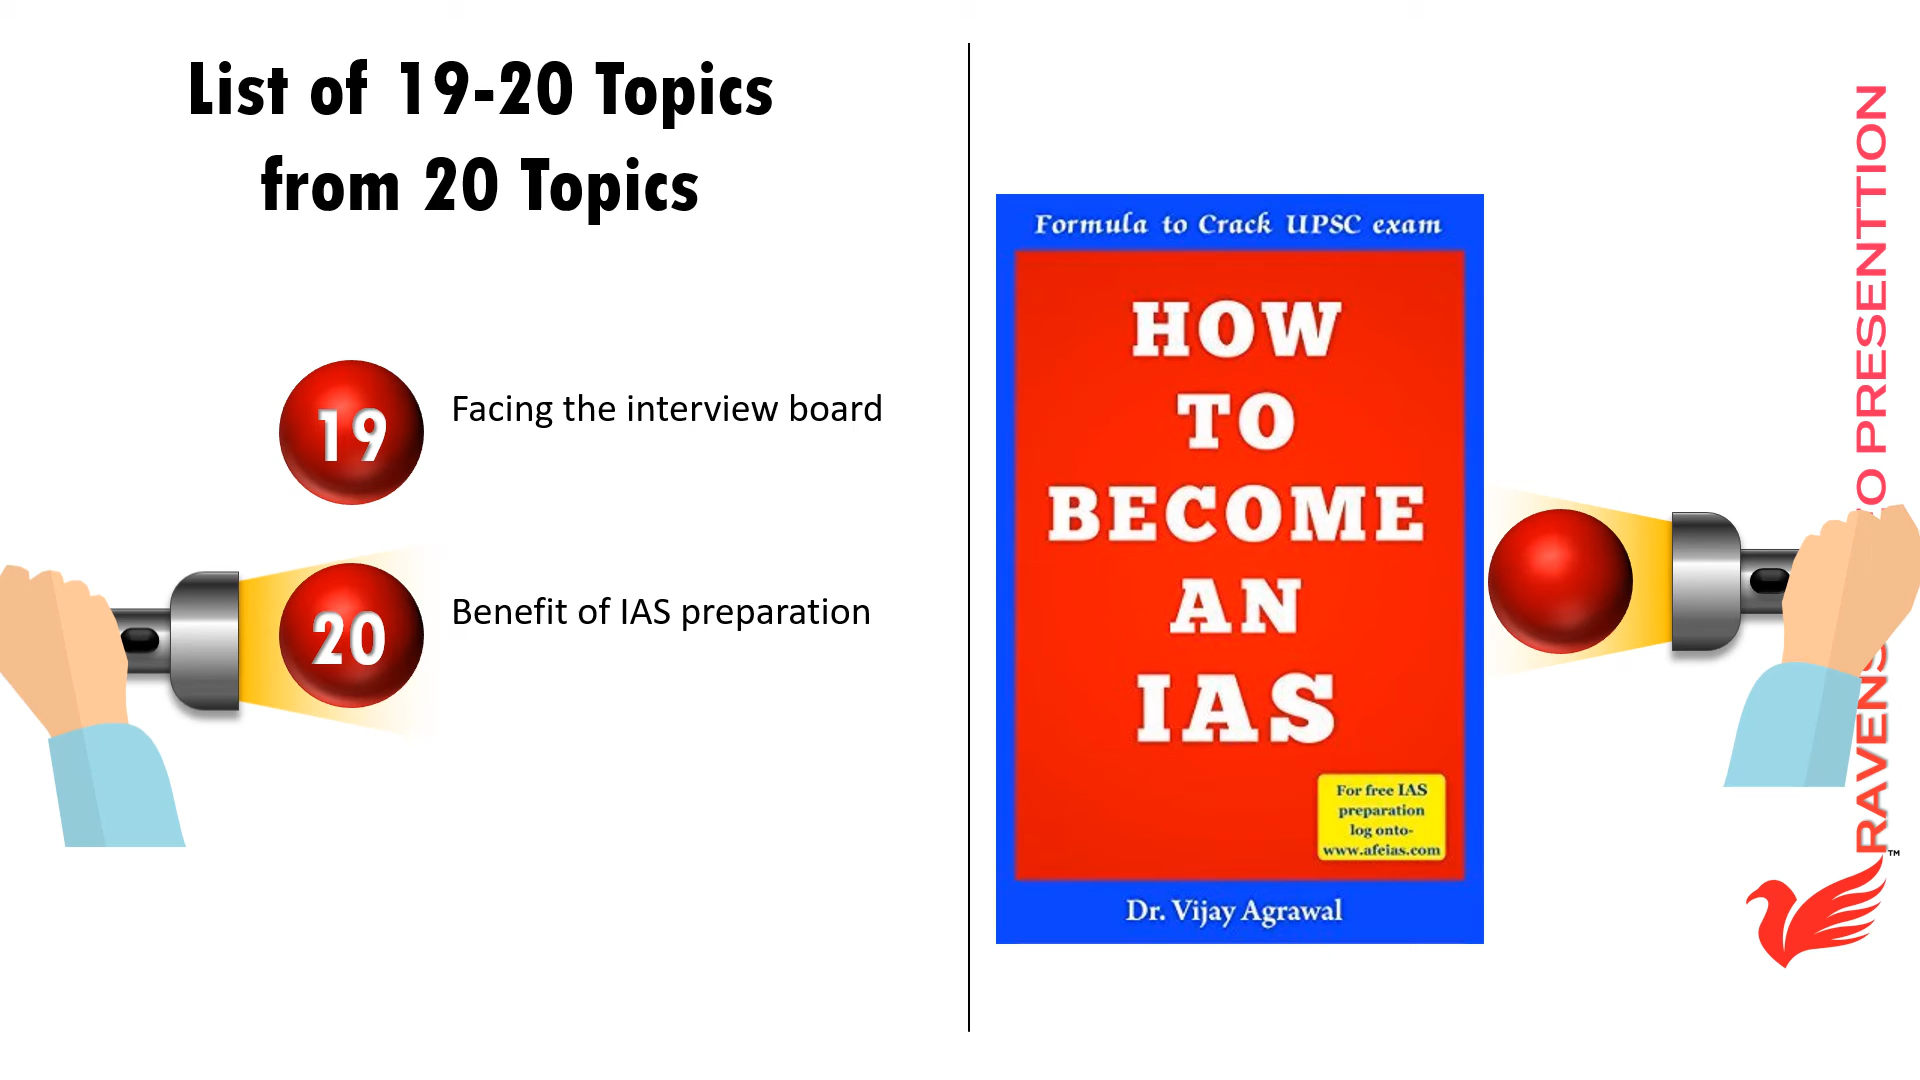 List of 19-20 Topics
from 20 Topics
19
Facing the interview board
20
Benefit of IAS preparation
Formula to Crack UPSC exam
HOW
TO
BECOME
AN
IAS
For free IAS
preparation
log onto-
www.afeias.com
Dr. Vijay Agrawal
PRESENTTION
TM